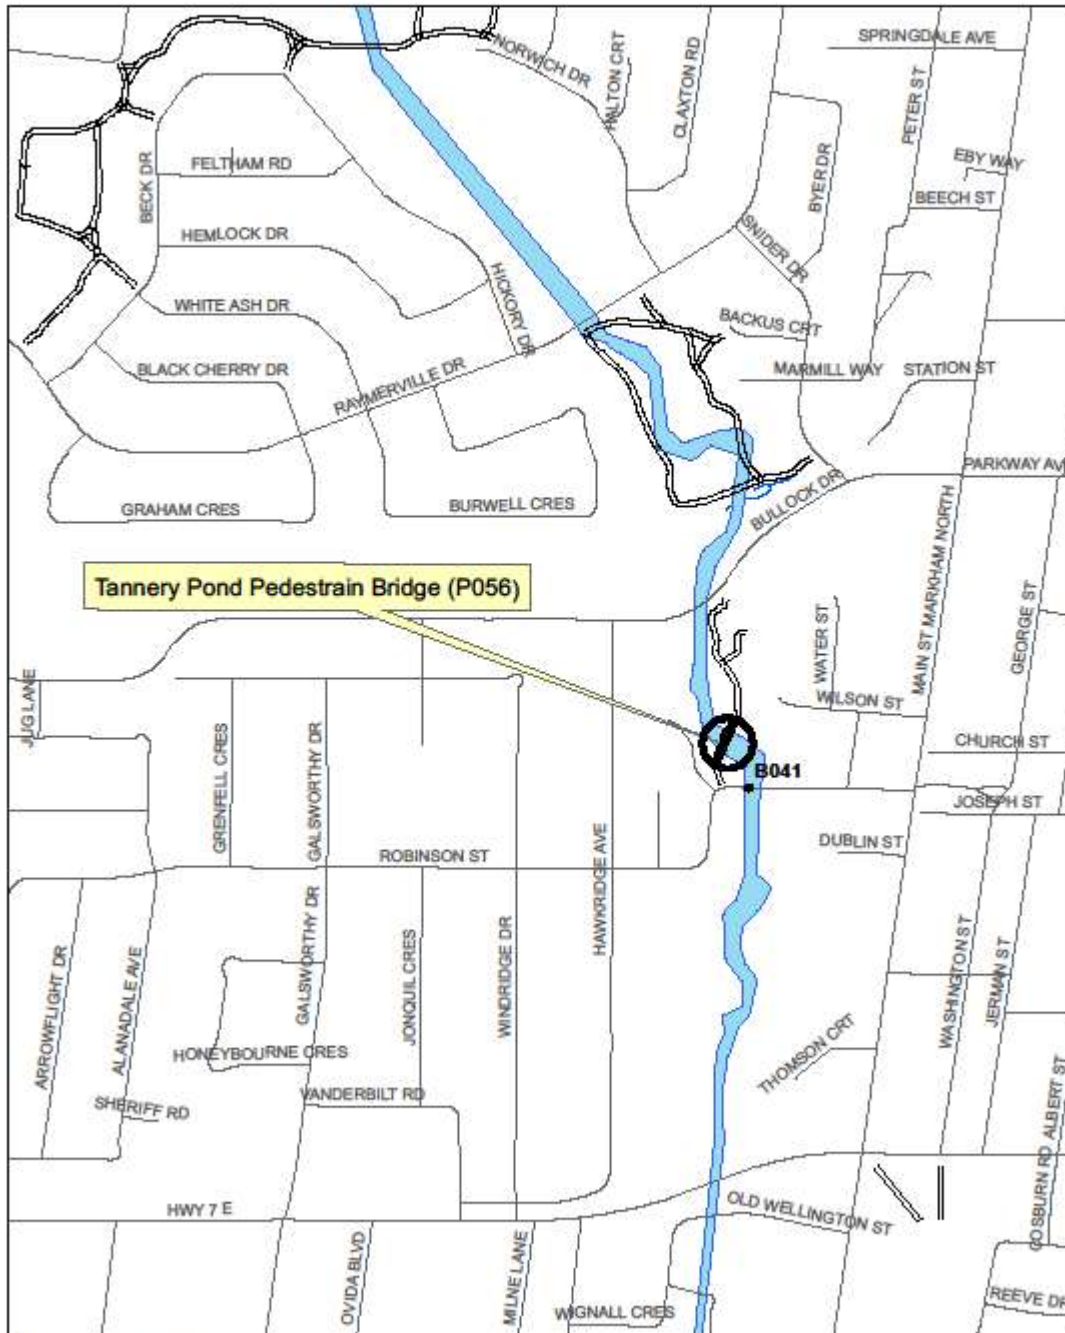 SPRINGDALE AVE
NORWICH DR
HALTON CRT
CLAXTON RD
PETER ST
EBY WAY
BYER DR
BEECH ST
FELTHAM RD
BECK DR
HEMLOCK DR
SNIDER DR
HICKORY DR
WHITE ASH DR
BACKUS CRT
BLACK CHERRY DR
RAYMERVILLE DR
MARMILL WAY
STATION ST
PARKWAY AV
GRAHAM CRES
BURWELL CRES
BULLOCK DR
MAIN ST MARKHAM NORTH
Tannery Pond Pedestrain Bridge (P056)
GEORGE ST
WATER ST
WILSON ST
JUG LANE
GRENFELL CRES
GALSWORTHY DR
CHURCH ST
B041
JOSEPH ST
DUBLIN ST
ROBINSON ST
HAWKRIDGE AVE
GALSWORTHY DR
ARROWFLIGHT DR
ALANADALE AVE
JONQUIL CRES
WINDRIDGE DR
WASHINGTON ST
JERMAN ST
HONEYBOURNE CRES
THOMSON CRT
VANDERBILT RD
SHERIFF RD
ALBERT ST
GOSBURN RD
HWY 7 E
OLD WELLINGTON ST
OVIDA BLVD
MILNE LANE
WIGNALL CRES
REEVE DR